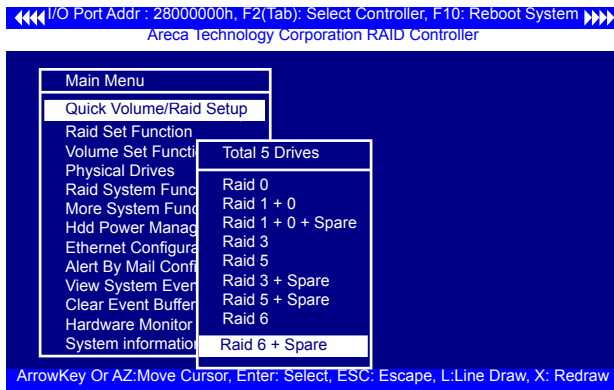 I/O Port Addr : 28000000h, F2(Tab): Select Controller, F10: Reboot System
Areca Technology Corporation RAID Controller
Main Menu
Quick Volume/Raid Setup
Raid Set Function
Volume Set Functi
Physical Drives
Raid System Func
More System Func
Hdd Power Manag
Ethernet Configura
Alert By Mail Confi
View System Even
Clear Event Buffer
Hardware Monitor
System information
Total 5 Drives
Raid 0
Raid 1 + 0
Raid 1 + 0 + Spare
Raid 3
Raid 5
Raid 3 + Spare
Raid 5 + Spare
Raid 6
Raid 6 + Spare
ArrowKey Or AZ:Move Cursor, Enter: Select, ESC: Escape, L:Line Draw, X: Redraw